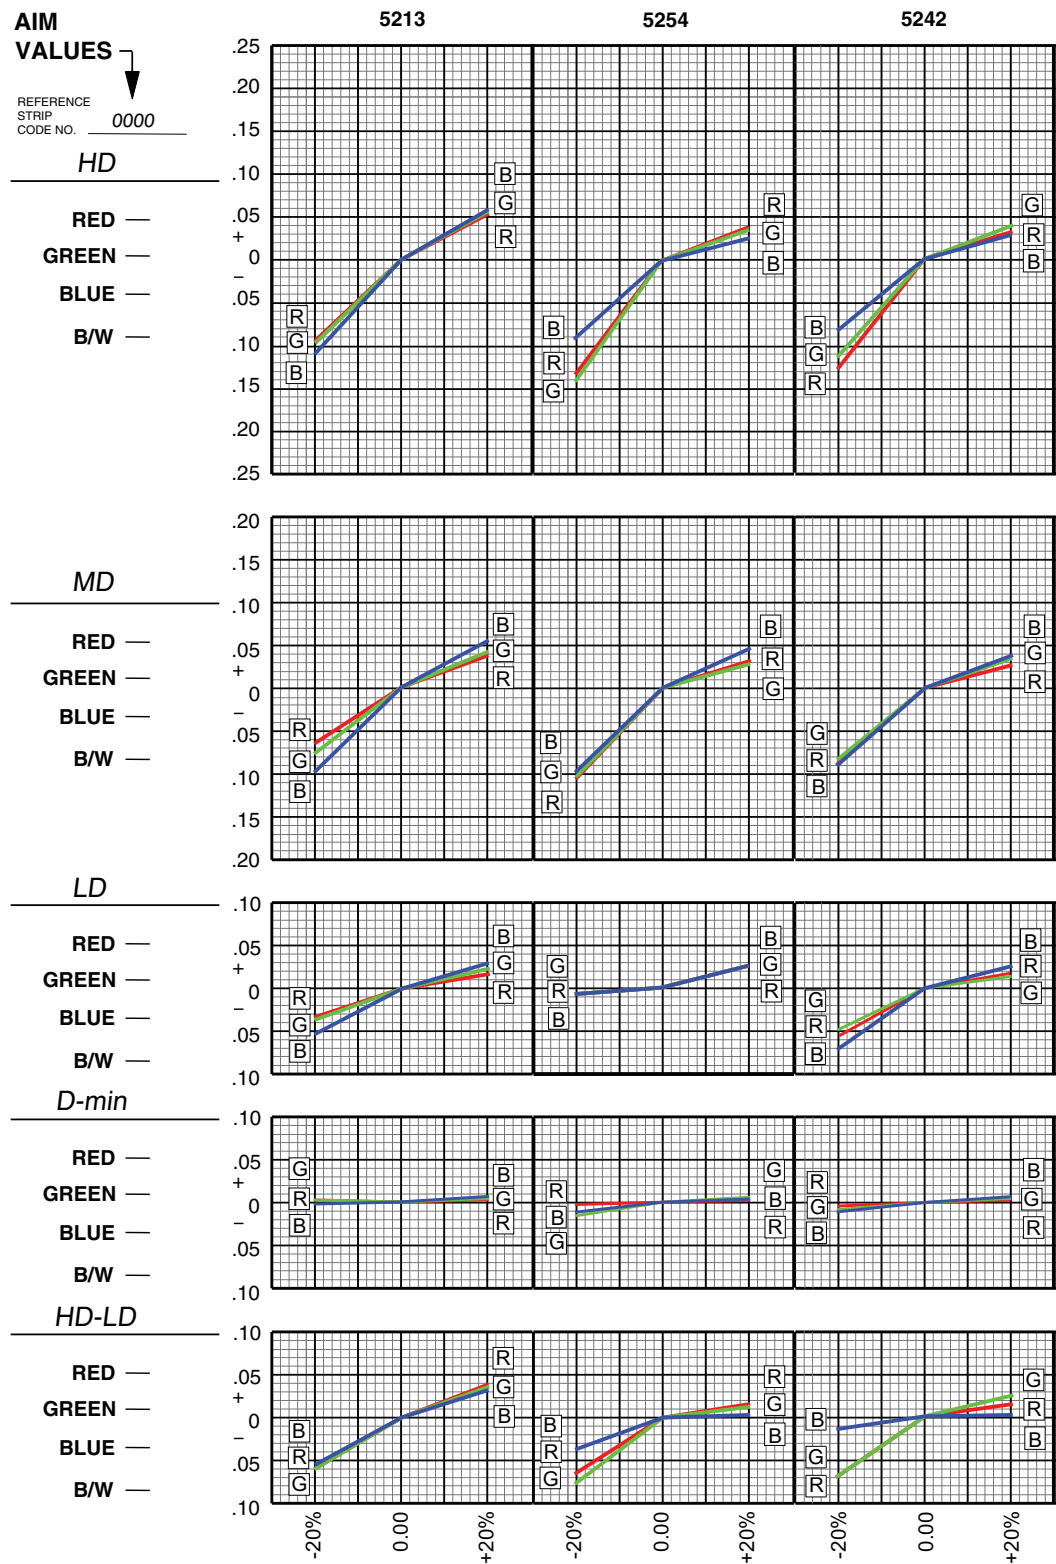 AIM
VALUES
5213 5254 5242
REFERENCE
STRIP
CODE NO. 0000
HD
RED —
GREEN —
BLUE —
B/W —
.25
.20
.15
.10
.05
+
0
−
.05
.10
.15
.20
.25
B
G
R
R
G
B
R
G
B
B
R
G
G
R
B
B
G
R
MD
RED —
GREEN —
BLUE —
B/W —
.20
.15
.10
.05
+
0
−
.05
.10
.15
.20
B
G
R
R
G
B
B
R
G
B
G
R
B
G
R
G
R
B
LD
RED —
GREEN —
BLUE —
B/W —
.10
.05
+
0
−
.05
.10
B
G
R
R
G
B
B
G
R
G
R
B
B
R
G
G
R
B
D-min
RED —
GREEN —
BLUE —
B/W —
.10
.05
+
0
−
.05
.10
G
R
B
B
G
R
R
B
G
G
B
R
R
G
B
B
G
R
HD-LD
RED —
GREEN —
BLUE —
B/W —
.10
.05
+
0
−
.05
.10
B
R
G
R
G
B
B
R
G
R
G
B
B
G
R
G
R
B
-20% 0.00 +20% -20% 0.00 +20% -20% 0.00 +20%